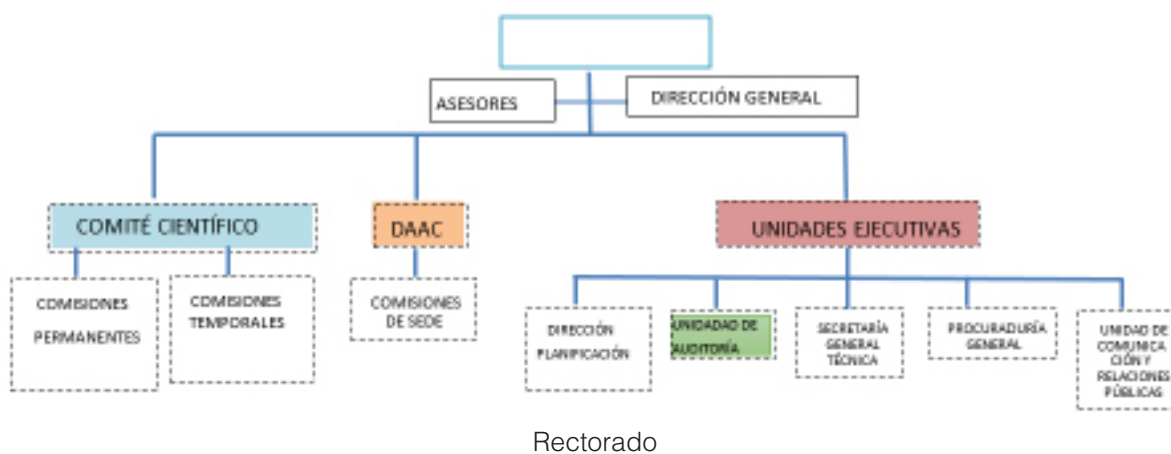 ASESORES
DIRECCIÓN GENERAL
COMITÉ CIENTÍFICO
DAAC
UNIDADES EJECUTIVAS
COMISIONES
PERMANENTES
COMISIONES
TEMPORALES
COMISIONES
DE SEDE
DIRECCIÓN
PLANIFICACIÓN
UNIDADAD DE
AUDITORÍA
SECRETARÍA
GENERAL
TÉCNICA
PROCURADURÍA
GENERAL
UNIDAD DE
COMUNICA
CIÓN Y
RELACIONES
PÚBLICAS
Rectorado